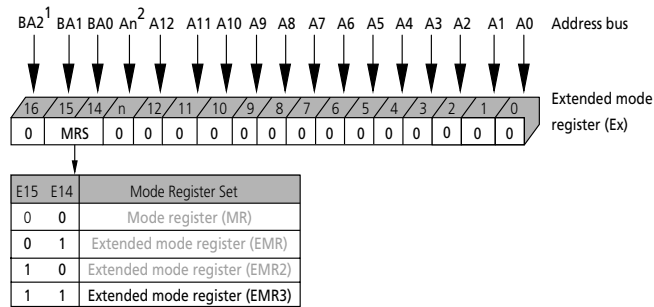 BA2¹ BA1 BA0 An² A12 A11 A10 A9 A8 A7 A6 A5 A4 A3 A2 A1 A0 Address bus
16 15 14 n 12 11 10 9 8 7 6 5 4 3 2 1 0 Extended mode
register (Ex)
0 MRS 0 0 0 0 0 0 0 0 0 0 0 0 0 0
E15 E14 Mode Register Set
0 0 Mode register (MR)
0 1 Extended mode register (EMR)
1 0 Extended mode register (EMR2)
1 1 Extended mode register (EMR3)